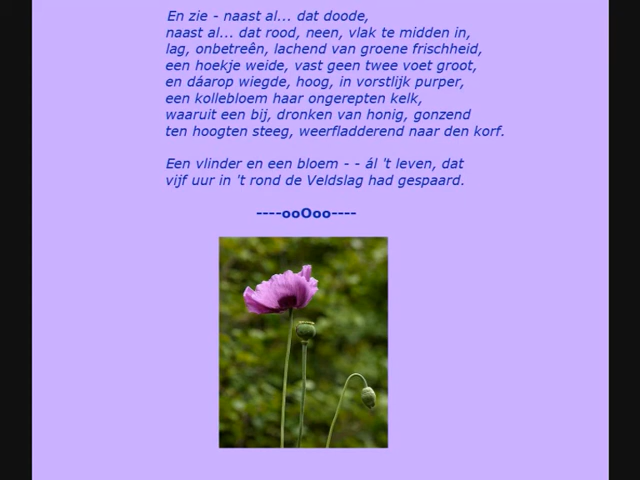 En zie - naast al... dat doode,
naast al... dat rood, neen, vlak te midden in,
lag, onbetreên, lachend van groene frischheid,
een hoekje weide, vast geen twee voet groot,
en dáarop wiegde, hoog, in vorstlijk purper,
een kollebloem haar ongerepten kelk,
waaruit een bij, dronken van honig, gonzend
ten hoogten steeg, weerfladderend naar den korf.
Een vlinder en een bloem - - ál 't leven, dat
vijf uur in 't rond de Veldslag had gespaard.
----ooOoo----